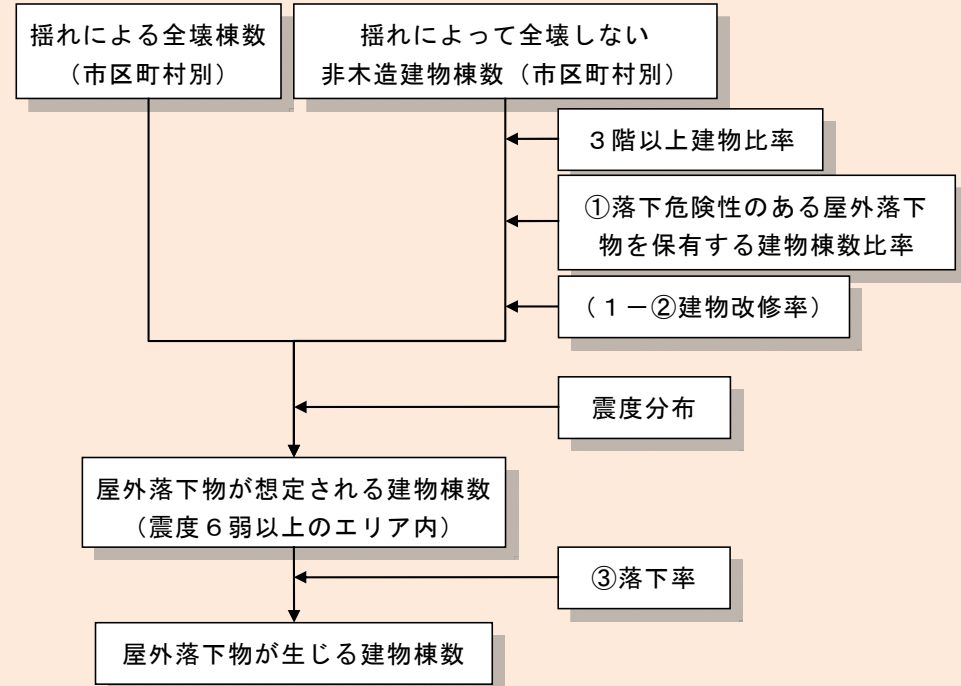 揺れによる全壊棟数
（市区町村別）
揺れによって全壊しない
非木造建物棟数（市区町村別）
３階以上建物比率
①落下危険性のある屋外落下
物を保有する建物棟数比率
（１－②建物改修率）
震度分布
屋外落下物が想定される建物棟数
（震度６弱以上のエリア内）
③落下率
屋外落下物が生じる建物棟数